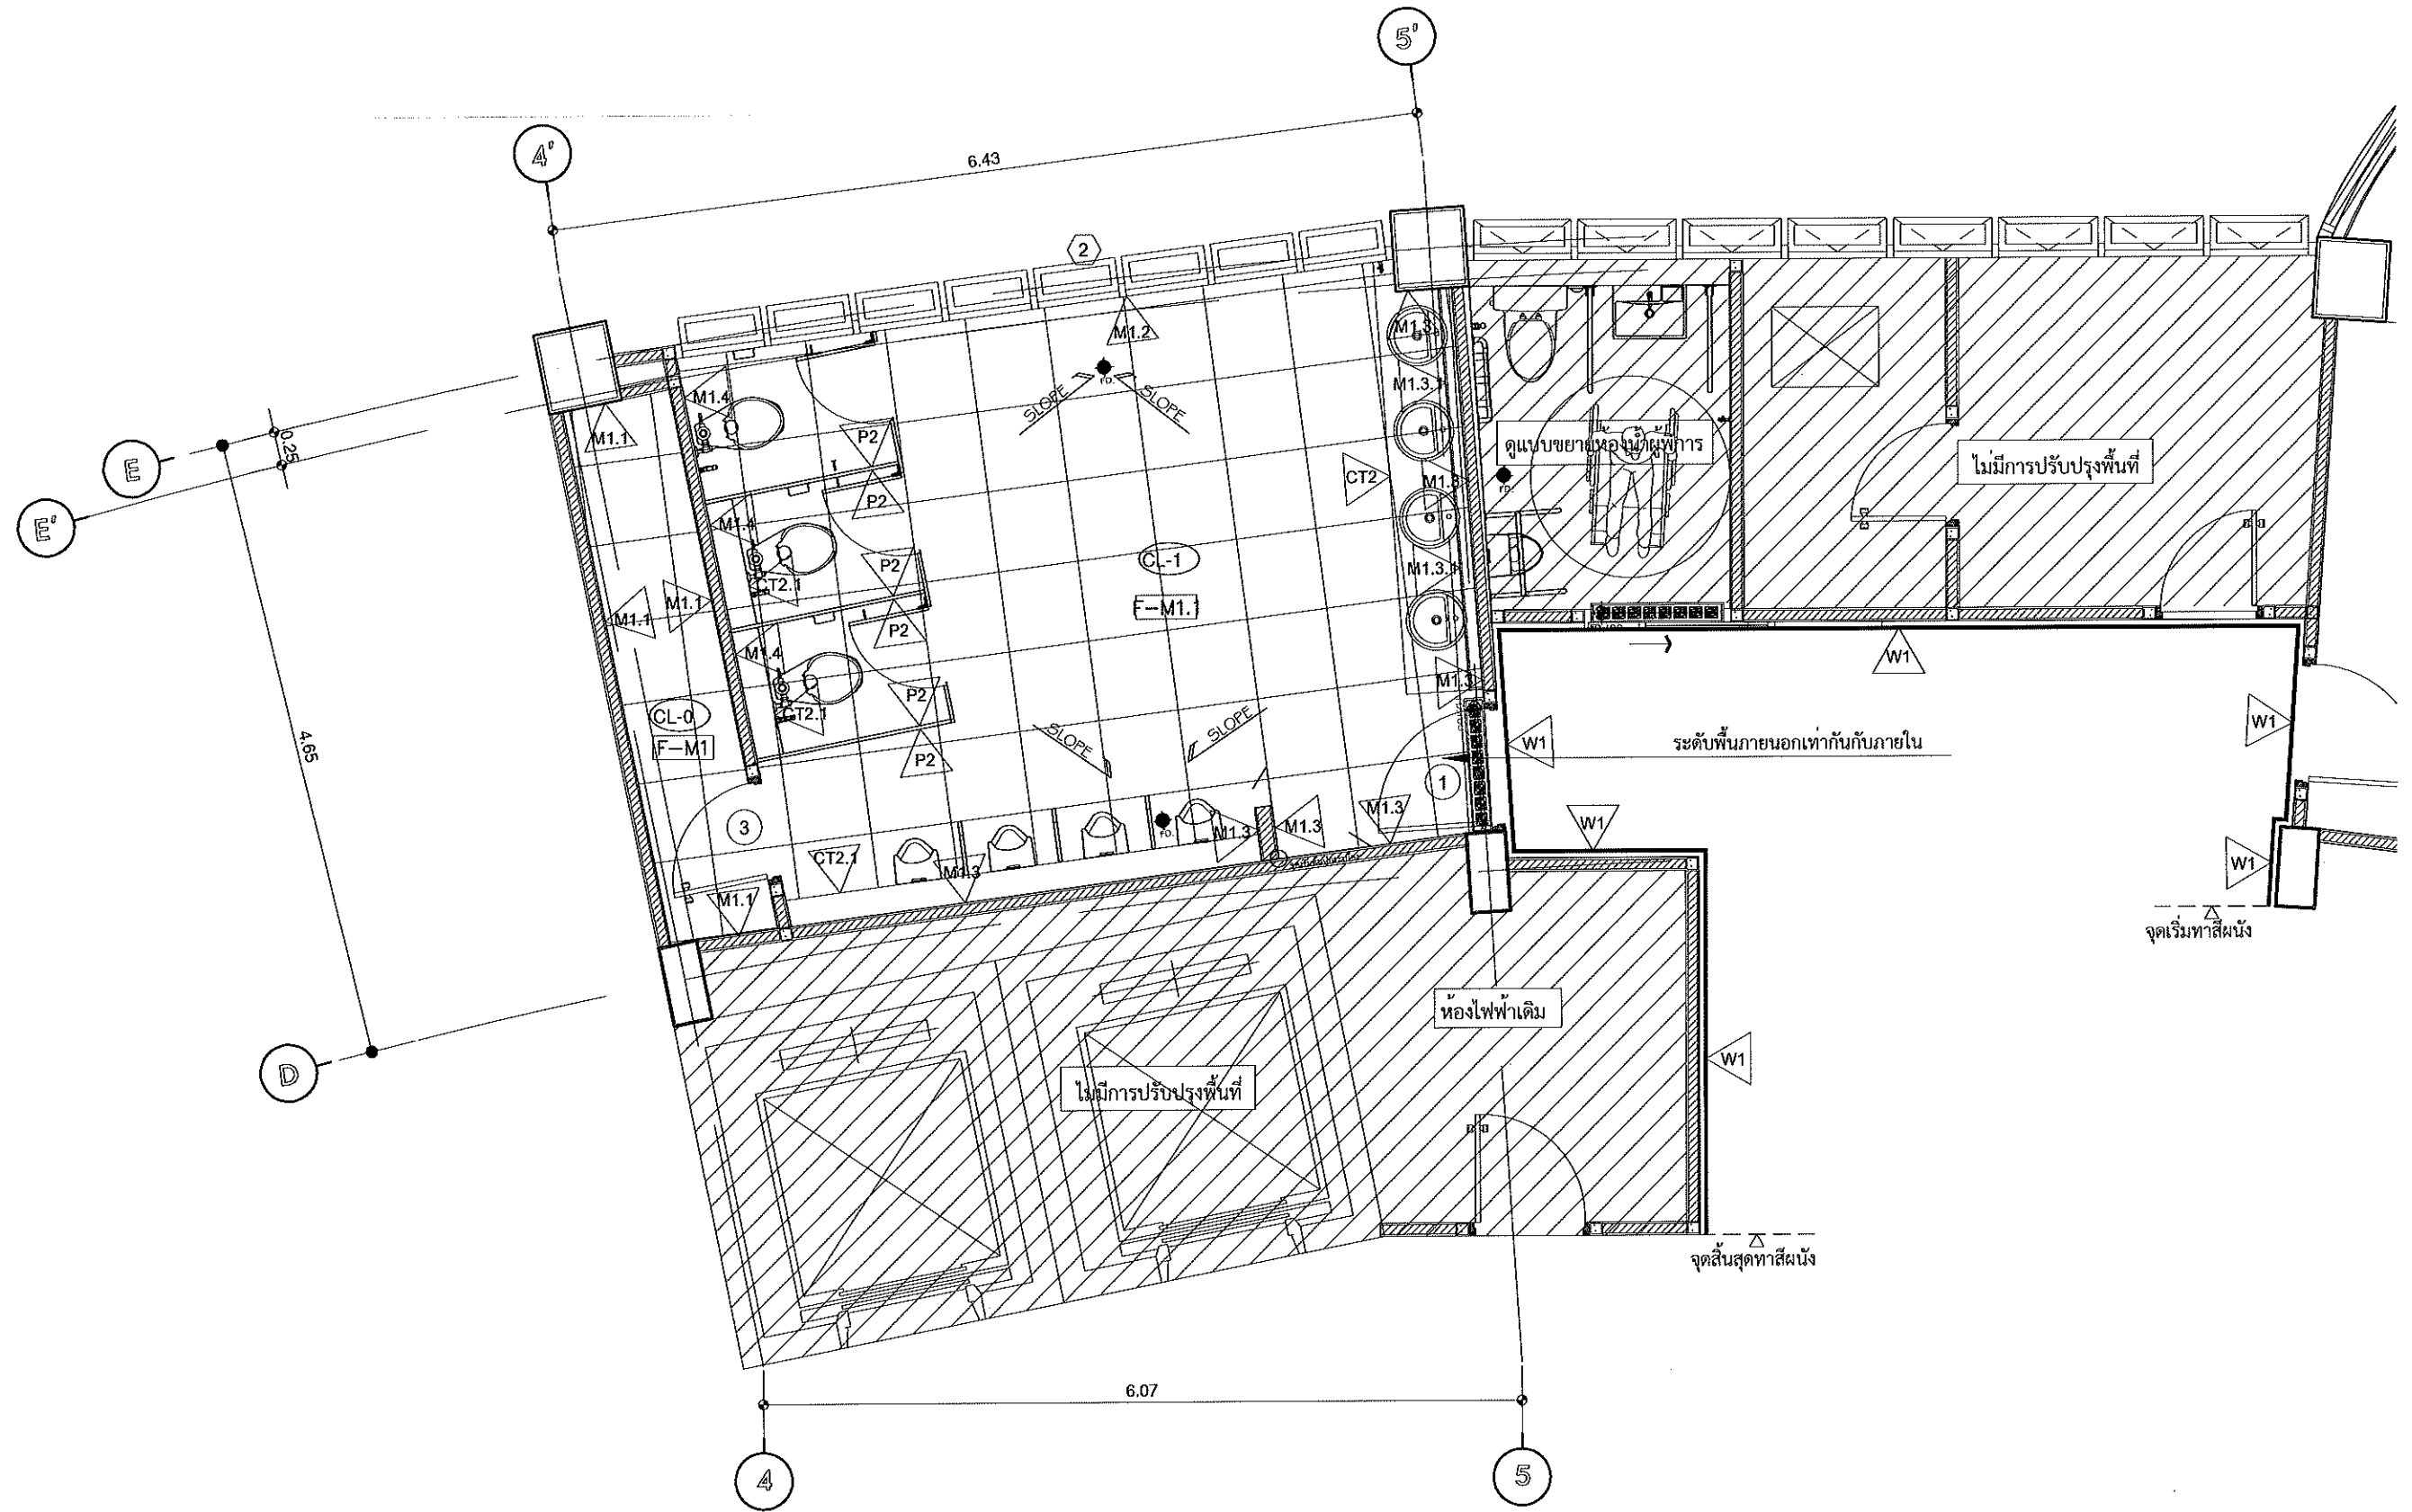 5'
4'
6.43
2
M1.2
M1.3
FD.
SLOPE
SLOPE
M1.4
M1.3.1
P2
ดูแบบขยายห้องน้ำผู้พิการ
M1.1
0.25
E
ไม่มีการปรับปรุงพื้นที่
CT2
M1.3
FD.
P2
E'
M1.4
CL-1
P2
M1.3.1
CT2.1
M1.1
M1.1
F-M1.1
P2
M1.4
W1
M1.3
P2
CT2.1
CL-0
SLOPE
SLOPE
W1
F-M1
4.65
P2
W1
ระดับพื้นภายนอกเท่ากันกับภายใน
1
M1.3
3
FD.
M1.3
M1.3
W1
CT2.1
M1.3
W1
M1.1
จุดเริ่มทาสีผนัง
ห้องไฟฟ้าเดิม
W1
D
ไม่มีการปรับปรุงพื้นที่
จุดสิ้นสุดทาสีผนัง
6.07
4
5